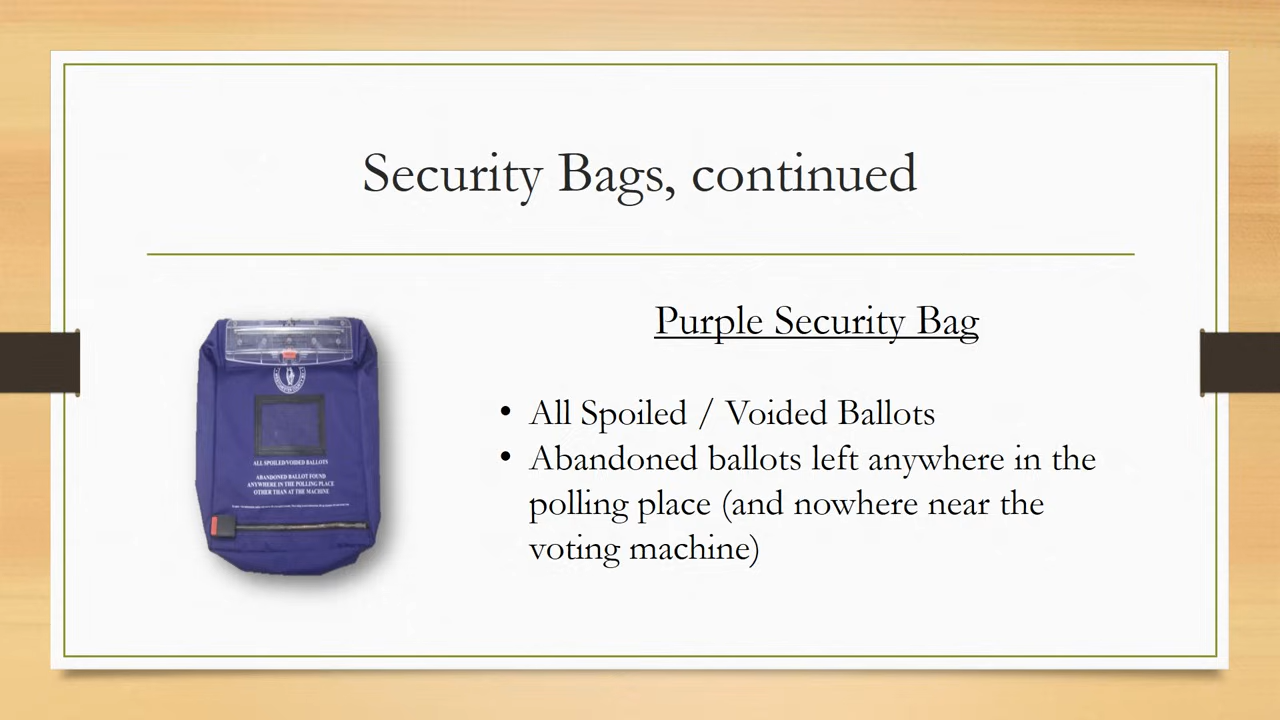 Security Bags, continued
Purple Security Bag
• All Spoiled / Voided Ballots
• Abandoned ballots left anywhere in the
polling place (and nowhere near the
voting machine)
ALL SPOILED/VOIDED BALLOTS
ABANDONED BALLOT FOUND
ANYWHERE IN THE POLLING PLACE
OTHER THAN AT THE MACHINE